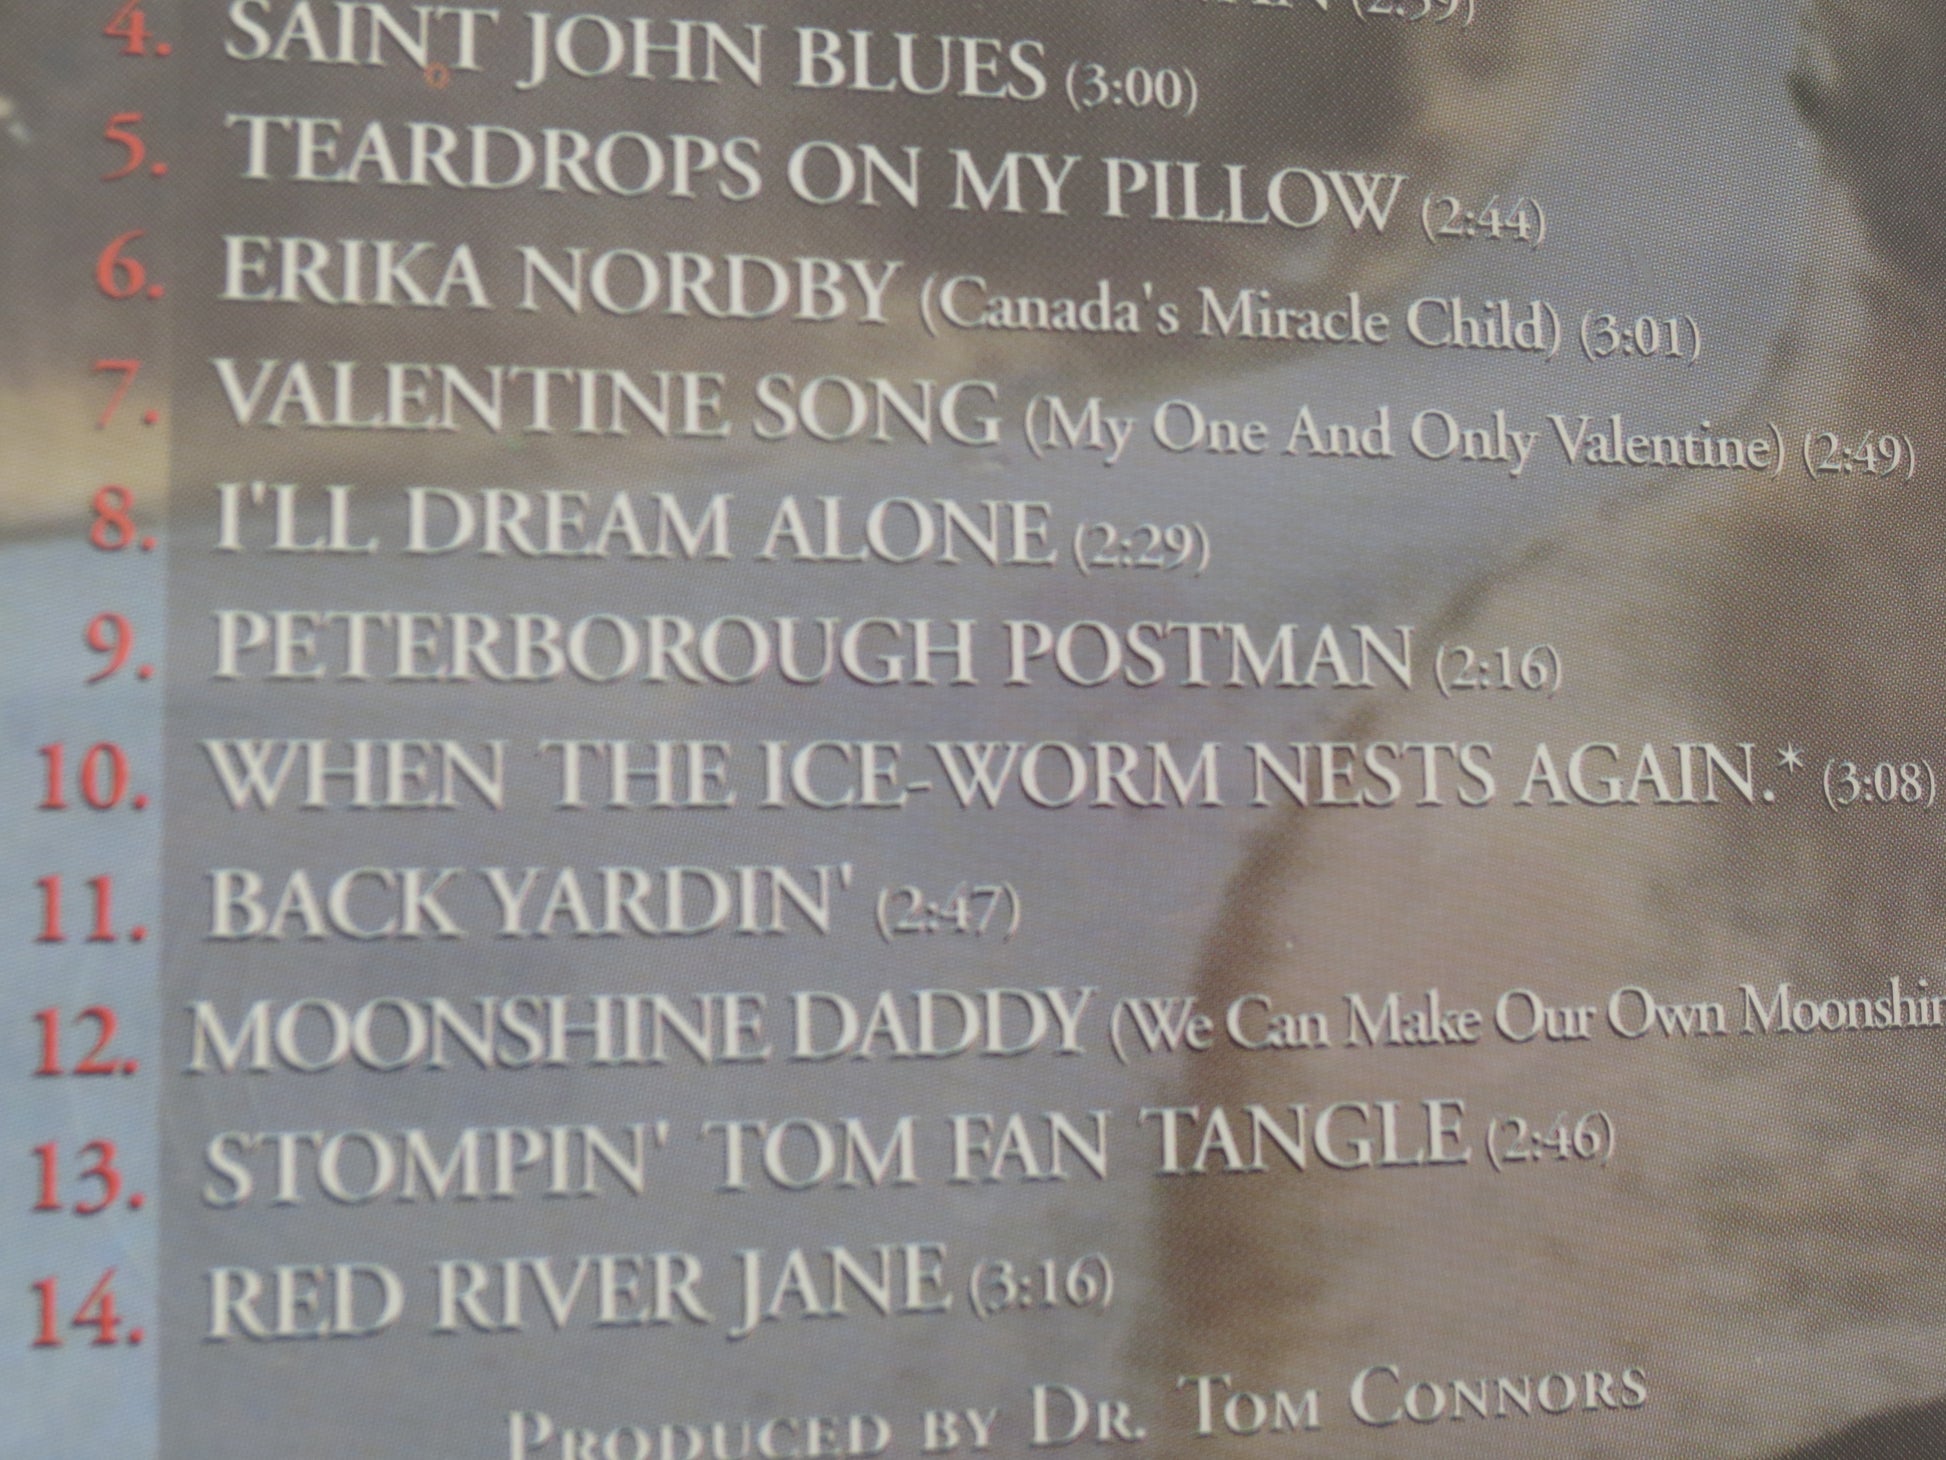 (2:39)
4. SAINT JOHN BLUES (3:00)
5. TEARDROPS ON MY PILLOW (2:44)
6. ERIKA NORDBY (Canada's Miracle Child) (3:01)
7. VALENTINE SONG (My One And Only Valentine) (2:49)
8. I'LL DREAM ALONE (2:29)
9. PETERBOROUGH POSTMAN (2:16)
10. WHEN THE ICE-WORM NESTS AGAIN.* (3:08)
11. BACK YARDIN' (2:47)
12. MOONSHINE DADDY (We Can Make Our Own Moonshin
13. STOMPIN' TOM FAN TANGLE (2:46)
14. RED RIVER JANE (3:16)
PRODUCED BY DR. TOM CONNORS